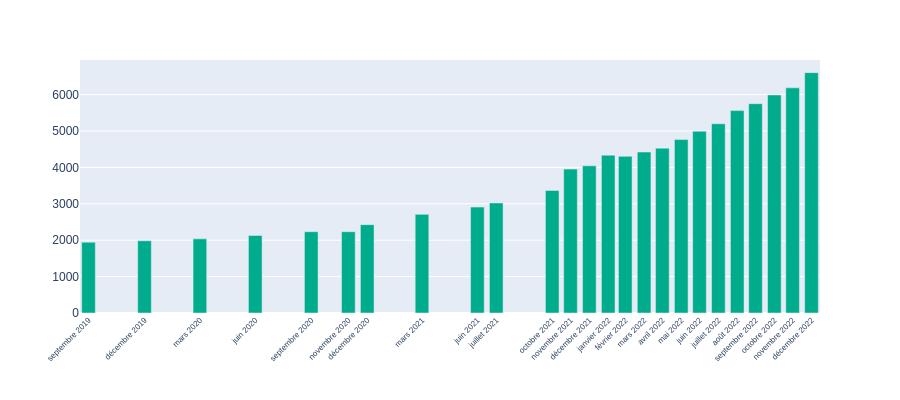 6000
5000
4000
3000
2000
1000
0
septembre 2019
décembre 2019
mars 2020
juin 2020
septembre 2020
novembre 2020
décembre 2020
mars 2021
juin 2021
juillet 2021
octobre 2021
novembre 2021
décembre 2021
janvier 2022
février 2022
mars 2022
avril 2022
mai 2022
juin 2022
juillet 2022
août 2022
septembre 2022
octobre 2022
novembre 2022
décembre 2022